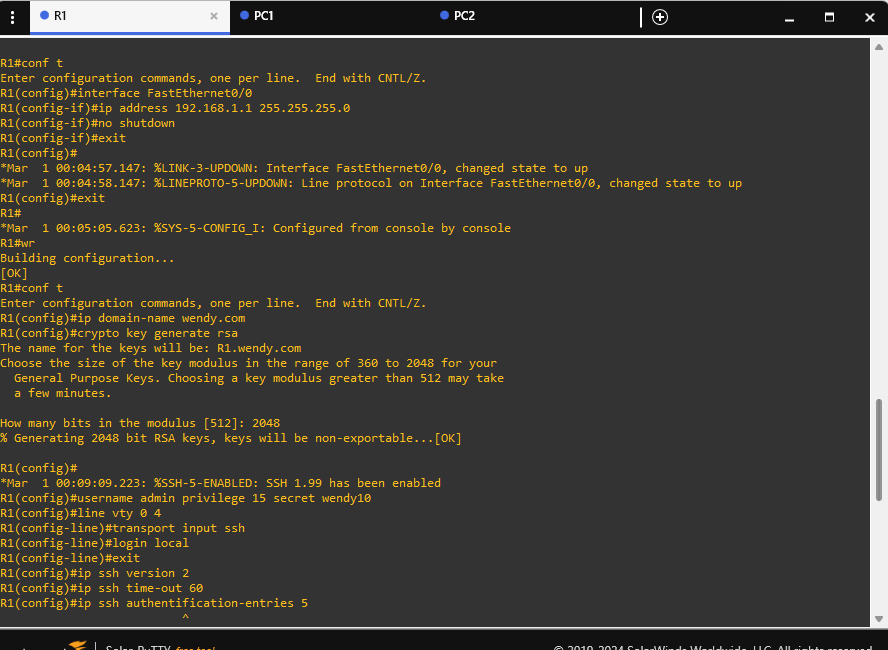 R1
PC1
PC2
R1#conf t
Enter configuration commands, one per line.  End with CNTL/Z.
R1(config)#interface FastEthernet0/0
R1(config-if)#ip address 192.168.1.1 255.255.255.0
R1(config-if)#no shutdown
R1(config-if)#exit
R1(config)#
*Mar  1 00:04:57.147: %LINK-3-UPDOWN: Interface FastEthernet0/0, changed state to up
*Mar  1 00:04:58.147: %LINEPROTO-5-UPDOWN: Line protocol on Interface FastEthernet0/0, changed state to up
R1(config)#exit
R1#
*Mar  1 00:05:05.623: %SYS-5-CONFIG_I: Configured from console by console
R1#wr
Building configuration...
[OK]
R1#conf t
Enter configuration commands, one per line.  End with CNTL/Z.
R1(config)#ip domain-name wendy.com
R1(config)#crypto key generate rsa
The name for the keys will be: R1.wendy.com
Choose the size of the key modulus in the range of 360 to 2048 for your
  General Purpose Keys. Choosing a key modulus greater than 512 may take
  a few minutes.
How many bits in the modulus [512]: 2048
% Generating 2048 bit RSA keys, keys will be non-exportable...[OK]
R1(config)#
*Mar  1 00:09:09.223: %SSH-5-ENABLED: SSH 1.99 has been enabled
R1(config)#username admin privilege 15 secret wendy10
R1(config)#line vty 0 4
R1(config-line)#transport input ssh
R1(config-line)#login local
R1(config-line)#exit
R1(config)#ip ssh version 2
R1(config)#ip ssh time-out 60
R1(config)#ip ssh authentification-entries 5
^
Solar-PuTTY free tool
© 2019-2024 SolarWinds Worldwide, LLC. All rights reserved.